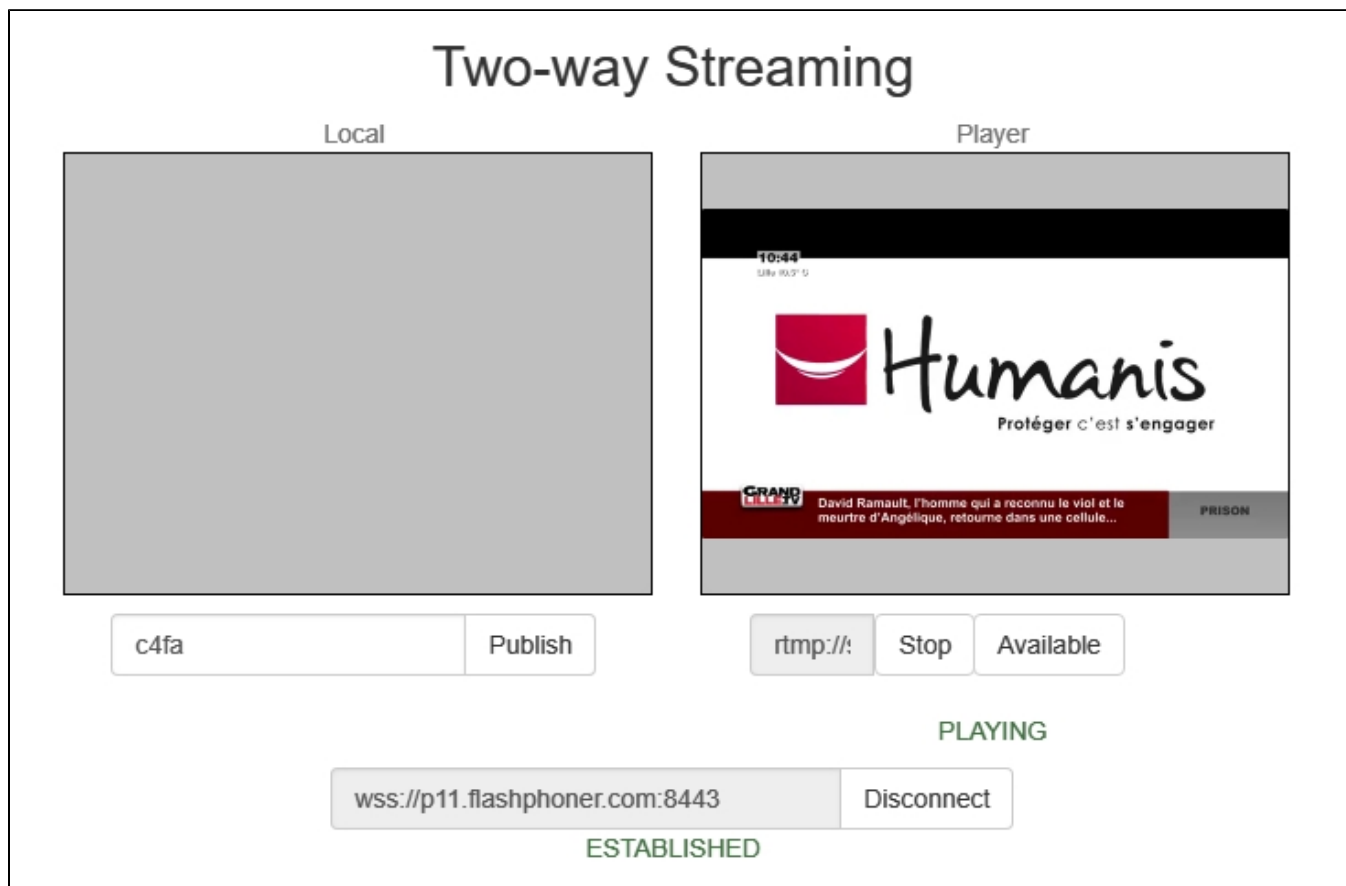 Two-way Streaming
Local
Player
10:44
Humanis
Protéger c'est s'engager
GRAND
LILLE TV
David Ramault, l'homme qui a reconnu le viol et le
meurtre d'Angélique, retourne dans une cellule...
PRISON
c4fa
Publish
rtmp://
Stop
Available
PLAYING
wss://p11.flashphoner.com:8443
Disconnect
ESTABLISHED